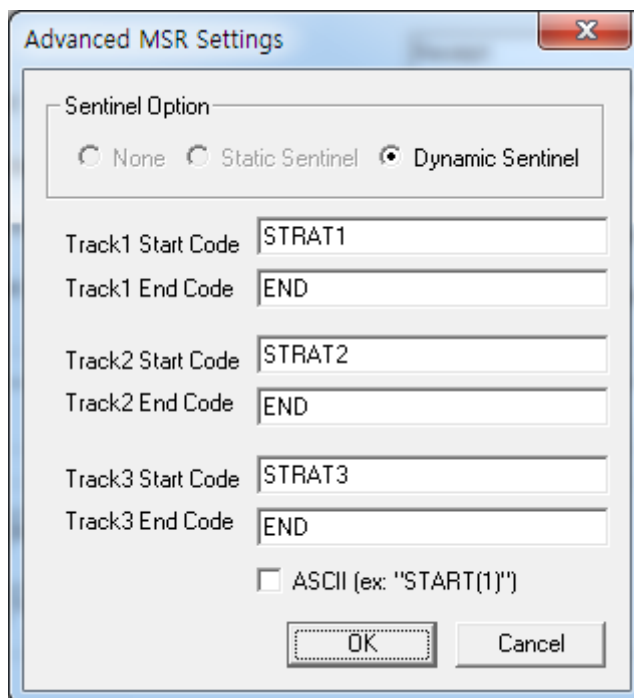 Advanced MSR Settings
Sentinel Option
None Static Sentinel Dynamic Sentinel
Track1 Start Code STRAT1
Track1 End Code END
Track2 Start Code STRAT2
Track2 End Code END
Track3 Start Code STRAT3
Track3 End Code END
ASCII (ex: "START(1)")
OK Cancel